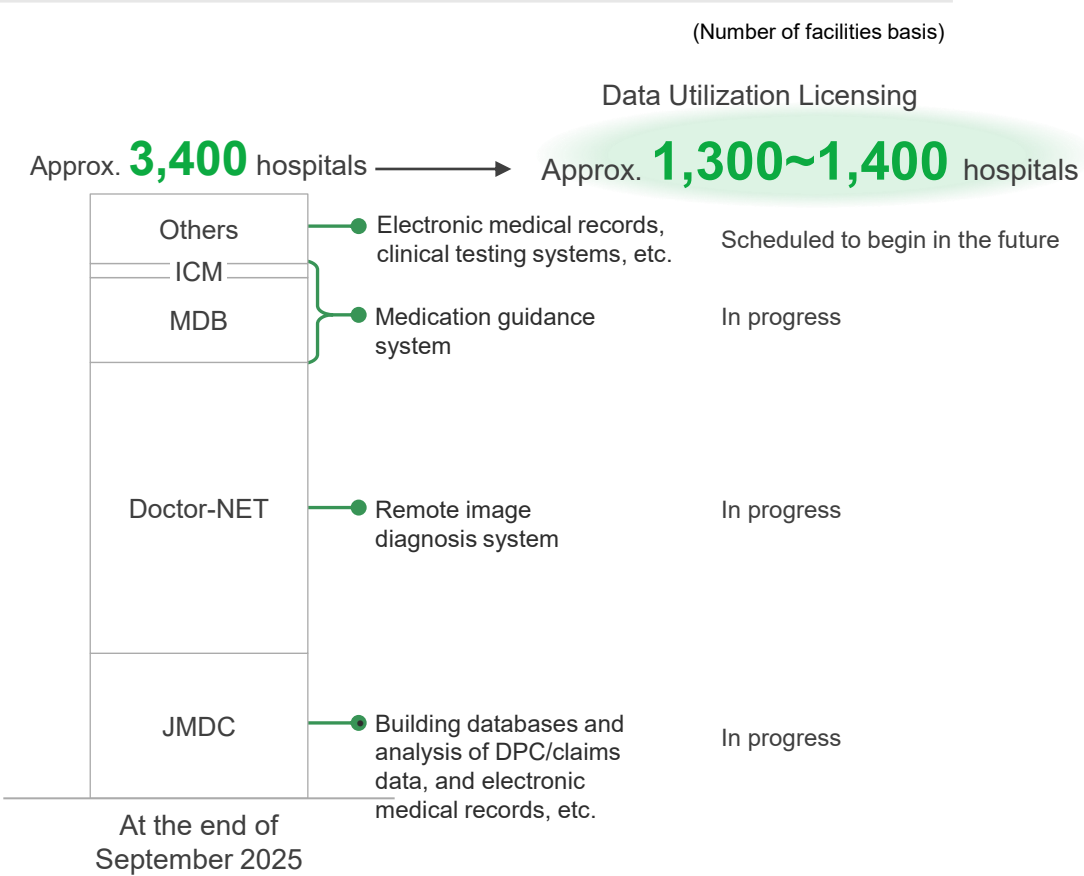 (Number of facilities basis)
Data Utilization Licensing
Approx. 3,400 hospitals
Approx. 1,300~1,400 hospitals
Others
Electronic medical records,
clinical testing systems, etc.
Scheduled to begin in the future
ICM
MDB
Medication guidance
system
In progress
Doctor-NET
Remote image
diagnosis system
In progress
JMDC
Building databases and
analysis of DPC/claims
data, and electronic
medical records, etc.
In progress
At the end of
September 2025